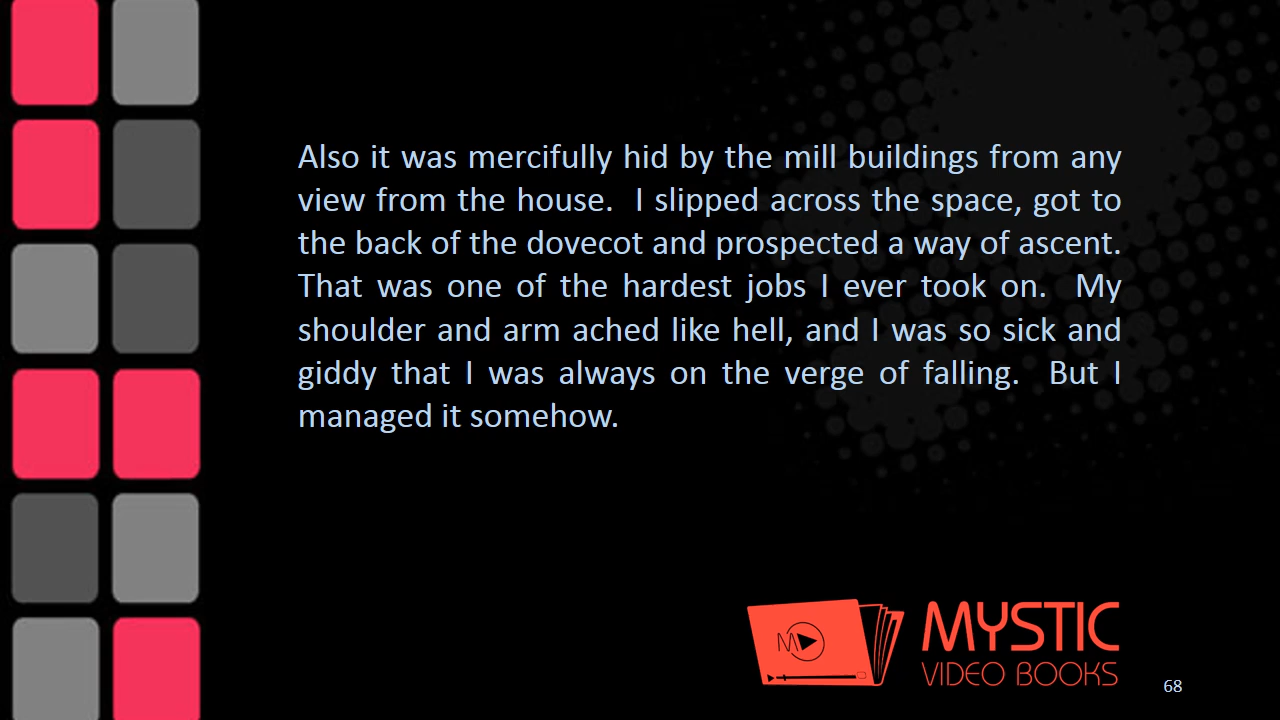 Also it was mercifully hid by the mill buildings from any
view from the house.  I slipped across the space, got to
the back of the dovecot and prospected a way of ascent.
That was one of the hardest jobs I ever took on.  My
shoulder and arm ached like hell, and I was so sick and
giddy that I was always on the verge of falling.  But I
managed it somehow.
M
MYSTIC
VIDEO BOOKS
68